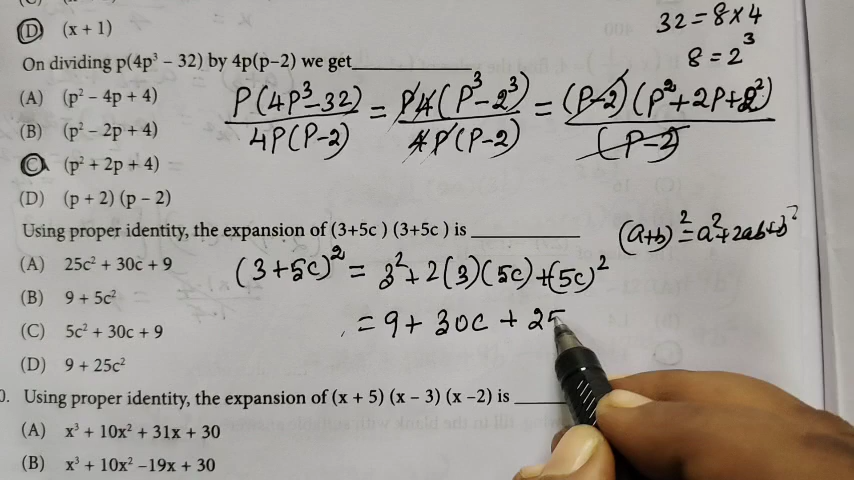 (D) (x + 1)
32 = 8 × 4
8 = 2³
On dividing p(4p³ − 32) by 4p(p−2) we get
(A) (p² − 4p + 4)
(B) (p² − 2p + 4)
(C) (p² + 2p + 4)
(D) (p + 2) (p − 2)
P(4P³−32) / 4P(P−2) = P4(P³−2³) / 4P(P−2) = (P−2)(P²+2P+2²) / (P−2)
Using proper identity, the expansion of (3+5c ) (3+5c ) is
(a+b)² = a²+2ab+b²
(A) 25c² + 30c + 9
(B) 9 + 5c²
(C) 5c² + 30c + 9
(D) 9 + 25c²
(3+5c)² = 3²+2(3)(5c)+(5c)²
= 9+ 30c + 25
0. Using proper identity, the expansion of (x + 5) (x − 3) (x −2) is
(A) x³ + 10x² + 31x + 30
(B) x³ + 10x² −19x + 30